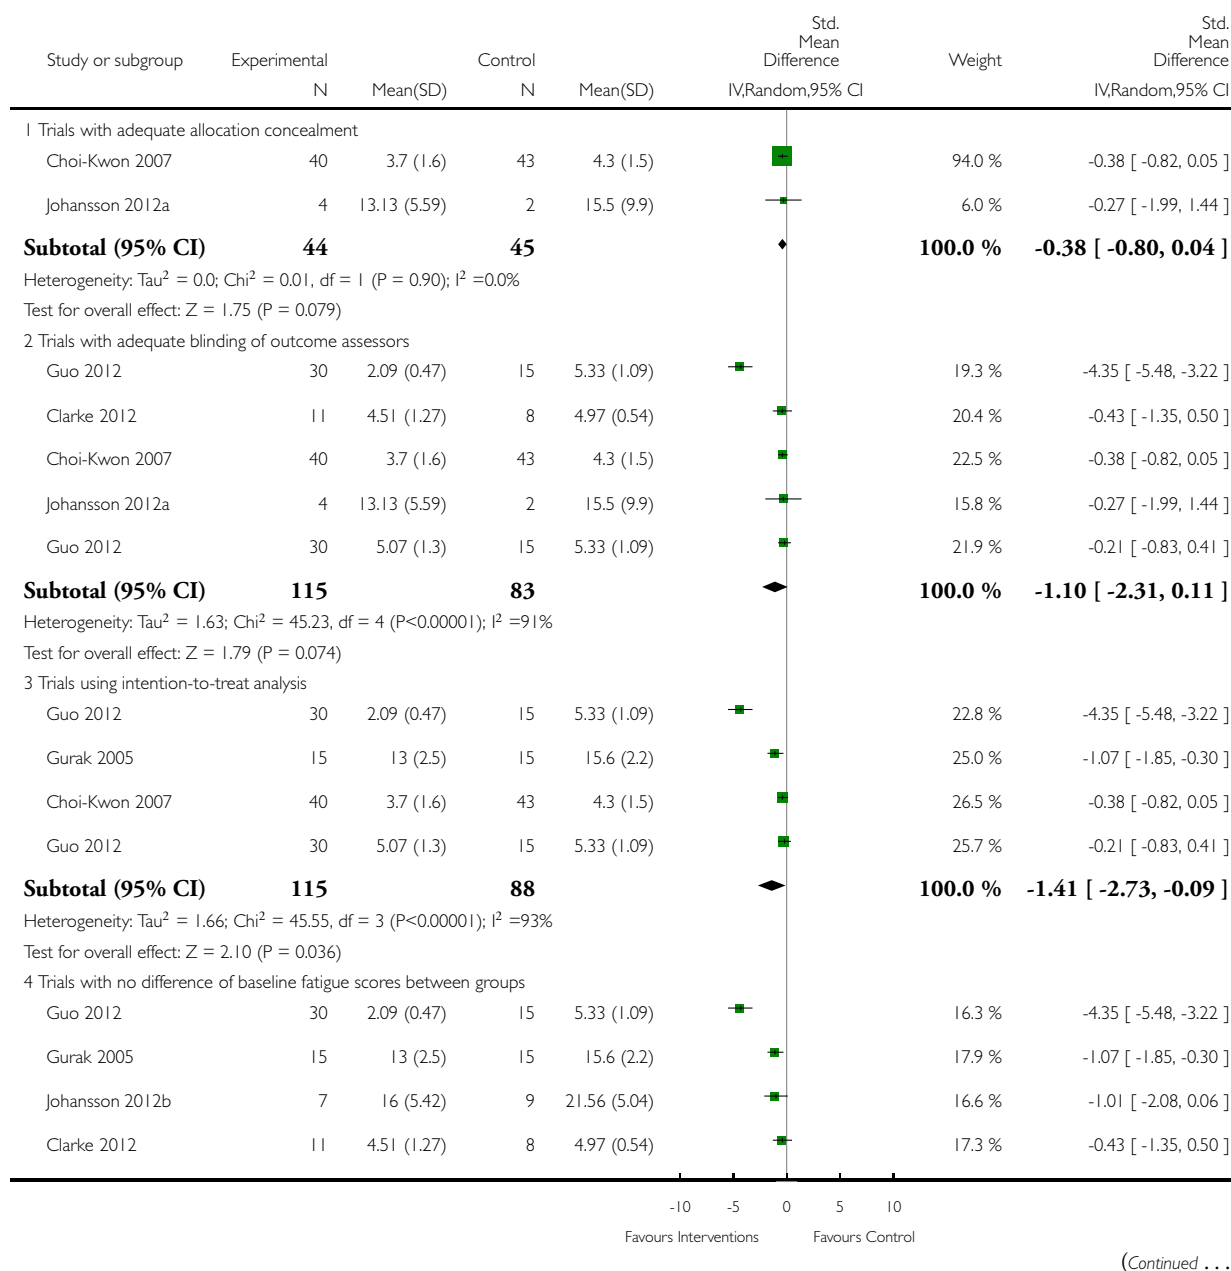 Std. Mean Difference Std. Mean Difference
Study or subgroup Experimental Control Weight
N Mean(SD) N Mean(SD) IV,Random,95% CI IV,Random,95% CI
1 Trials with adequate allocation concealment
Choi-Kwon 2007 40 3.7 (1.6) 43 4.3 (1.5) 94.0 % -0.38 [ -0.82, 0.05 ]
Johansson 2012a 4 13.13 (5.59) 2 15.5 (9.9) 6.0 % -0.27 [ -1.99, 1.44 ]
Subtotal (95% CI) 44 45 100.0 % -0.38 [ -0.80, 0.04 ]
Heterogeneity: Tau² = 0.0; Chi² = 0.01, df = 1 (P = 0.90); I² =0.0%
Test for overall effect: Z = 1.75 (P = 0.079)
2 Trials with adequate blinding of outcome assessors
Guo 2012 30 2.09 (0.47) 15 5.33 (1.09) 19.3 % -4.35 [ -5.48, -3.22 ]
Clarke 2012 11 4.51 (1.27) 8 4.97 (0.54) 20.4 % -0.43 [ -1.35, 0.50 ]
Choi-Kwon 2007 40 3.7 (1.6) 43 4.3 (1.5) 22.5 % -0.38 [ -0.82, 0.05 ]
Johansson 2012a 4 13.13 (5.59) 2 15.5 (9.9) 15.8 % -0.27 [ -1.99, 1.44 ]
Guo 2012 30 5.07 (1.3) 15 5.33 (1.09) 21.9 % -0.21 [ -0.83, 0.41 ]
Subtotal (95% CI) 115 83 100.0 % -1.10 [ -2.31, 0.11 ]
Heterogeneity: Tau² = 1.63; Chi² = 45.23, df = 4 (P<0.00001); I² =91%
Test for overall effect: Z = 1.79 (P = 0.074)
3 Trials using intention-to-treat analysis
Guo 2012 30 2.09 (0.47) 15 5.33 (1.09) 22.8 % -4.35 [ -5.48, -3.22 ]
Gurak 2005 15 13 (2.5) 15 15.6 (2.2) 25.0 % -1.07 [ -1.85, -0.30 ]
Choi-Kwon 2007 40 3.7 (1.6) 43 4.3 (1.5) 26.5 % -0.38 [ -0.82, 0.05 ]
Guo 2012 30 5.07 (1.3) 15 5.33 (1.09) 25.7 % -0.21 [ -0.83, 0.41 ]
Subtotal (95% CI) 115 88 100.0 % -1.41 [ -2.73, -0.09 ]
Heterogeneity: Tau² = 1.66; Chi² = 45.55, df = 3 (P<0.00001); I² =93%
Test for overall effect: Z = 2.10 (P = 0.036)
4 Trials with no difference of baseline fatigue scores between groups
Guo 2012 30 2.09 (0.47) 15 5.33 (1.09) 16.3 % -4.35 [ -5.48, -3.22 ]
Gurak 2005 15 13 (2.5) 15 15.6 (2.2) 17.9 % -1.07 [ -1.85, -0.30 ]
Johansson 2012b 7 16 (5.42) 9 21.56 (5.04) 16.6 % -1.01 [ -2.08, 0.06 ]
Clarke 2012 11 4.51 (1.27) 8 4.97 (0.54) 17.3 % -0.43 [ -1.35, 0.50 ]
-10 -5 0 5 10
Favours Interventions Favours Control
(Continued . . .